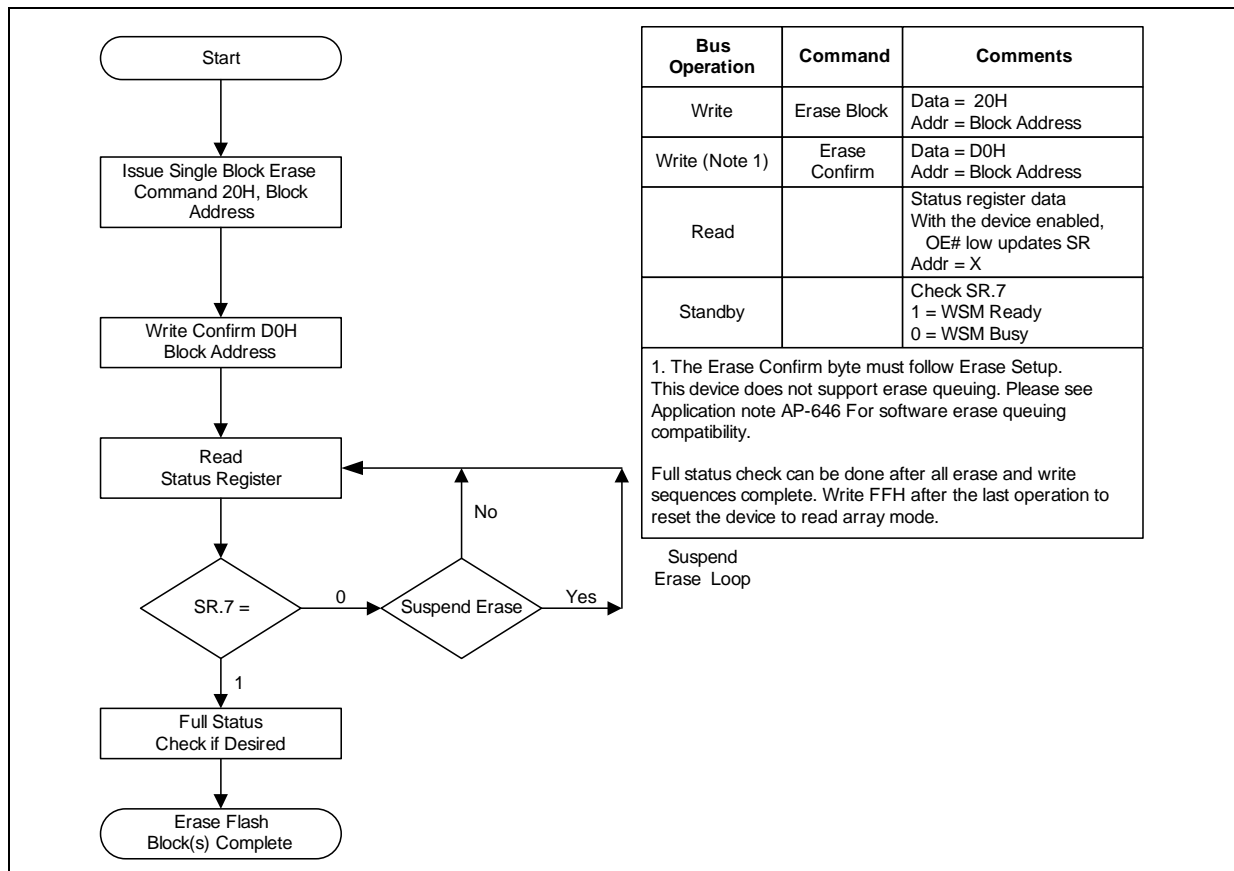 Start
Issue Single Block Erase
Command 20H, Block
Address
Write Confirm D0H
Block Address
Read
Status Register
SR.7 =
0
Suspend Erase
No
Yes
Suspend
Erase Loop
1
Full Status
Check if Desired
Erase Flash
Block(s) Complete
Bus
Operation
Command
Comments
Write
Erase Block
Data = 20H
Addr = Block Address
Write (Note 1)
Erase
Confirm
Data = D0H
Addr = Block Address
Read
Status register data
With the device enabled,
OE# low updates SR
Addr = X
Standby
Check SR.7
1 = WSM Ready
0 = WSM Busy
1. The Erase Confirm byte must follow Erase Setup.
This device does not support erase queuing. Please see
Application note AP-646 For software erase queuing
compatibility.
Full status check can be done after all erase and write
sequences complete. Write FFH after the last operation to
reset the device to read array mode.